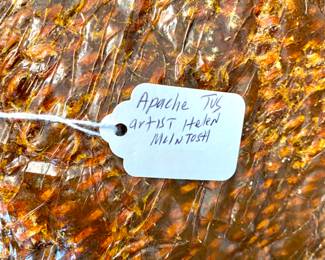 Apache Tus
artist Helen
McIntosh